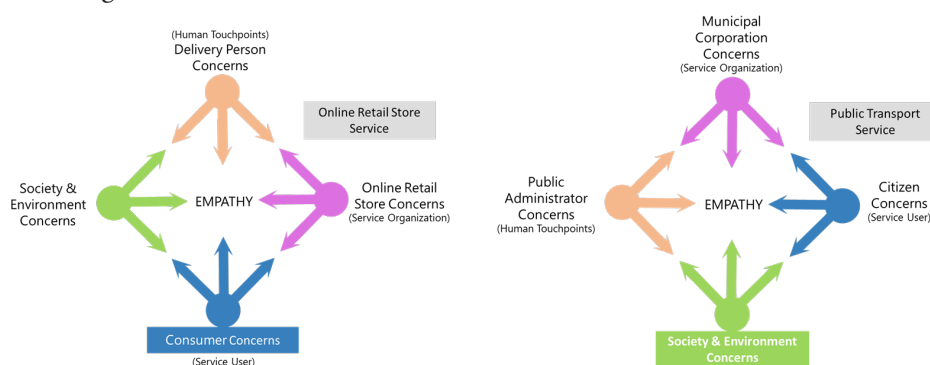 (Human Touchpoints)
Delivery Person
Concerns
Online Retail Store
Service
Society &
Environment
Concerns
EMPATHY
Online Retail
Store Concerns
(Service Organization)
Consumer Concerns
(Service User)
Municipal
Corporation
Concerns
(Service Organization)
Public Transport
Service
Public
Administrator
Concerns
(Human Touchpoints)
EMPATHY
Citizen
Concerns
(Service User)
Society & Environment
Concerns